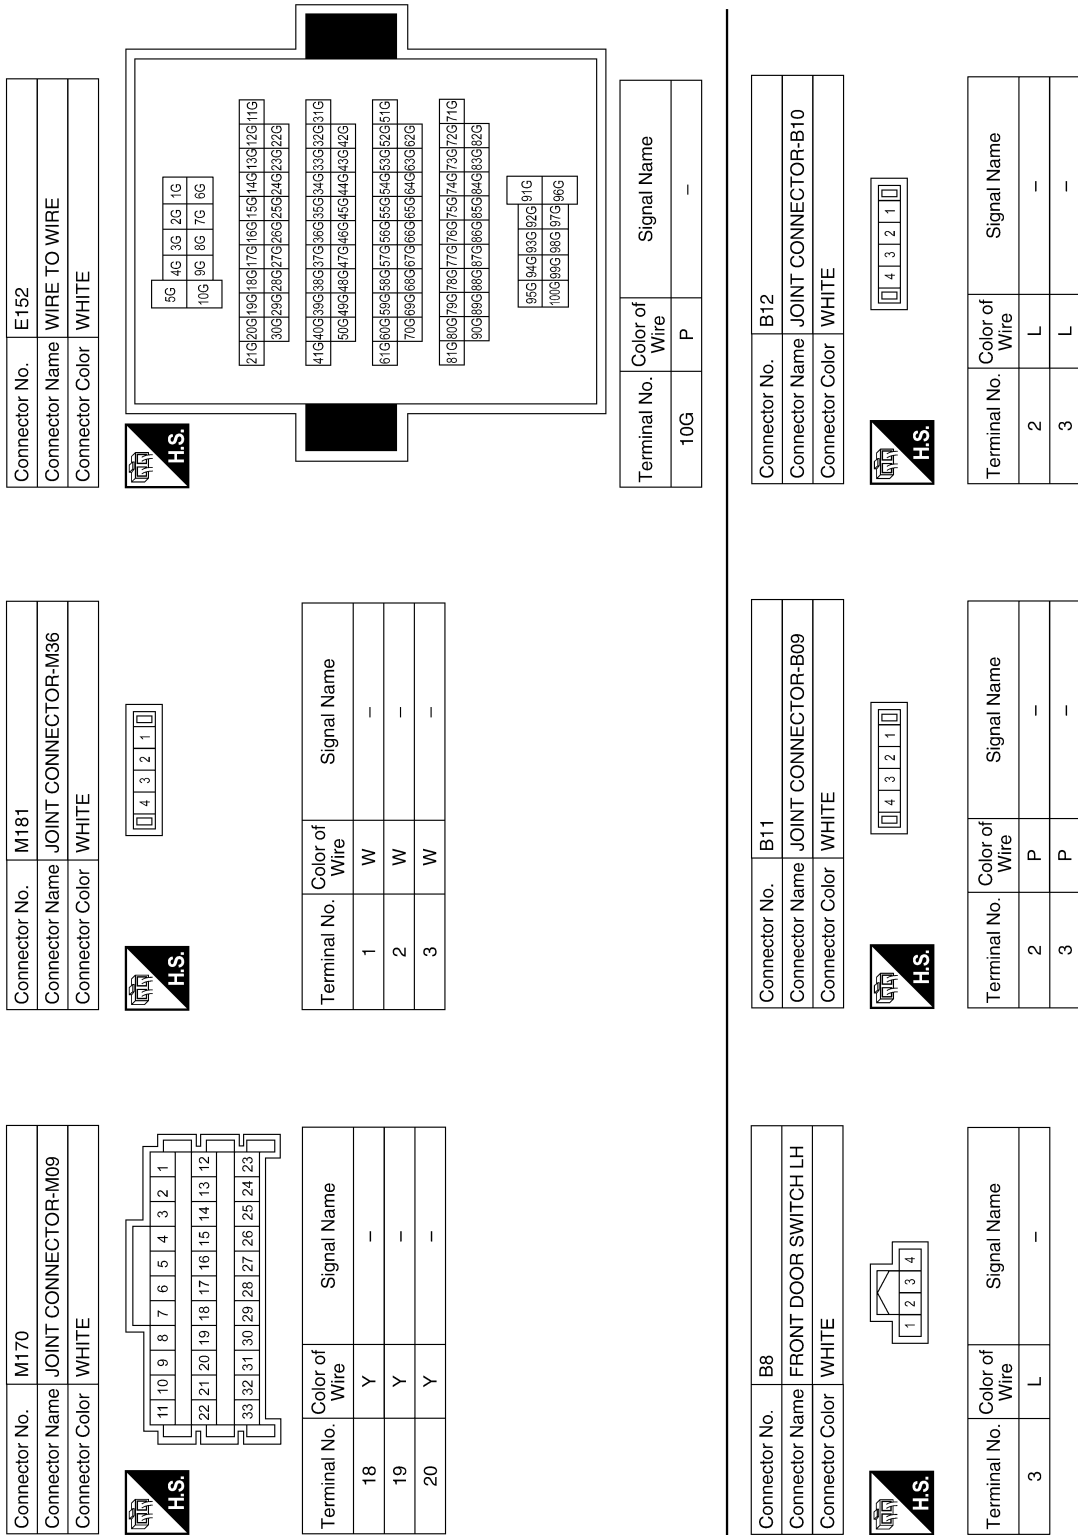 Connector No. M170
Connector Name JOINT CONNECTOR-M09
Connector Color WHITE
H.S.
11 10 9 8 7 6 5 4 3 2 1
22 21 20 19 18 17 16 15 14 13 12
33 32 31 30 29 28 27 26 25 24 23
Terminal No. Color of Wire Signal Name
18 Y –
19 Y –
20 Y –
Connector No. M181
Connector Name JOINT CONNECTOR-M36
Connector Color WHITE
H.S.
4 3 2 1
Terminal No. Color of Wire Signal Name
1 W –
2 W –
3 W –
Connector No. E152
Connector Name WIRE TO WIRE
Connector Color WHITE
H.S.
5G 4G 3G 2G 1G
10G 9G 8G 7G 6G
21G 20G 19G 18G 17G 16G 15G 14G 13G 12G 11G
30G 29G 28G 27G 26G 25G 24G 23G 22G
41G 40G 39G 38G 37G 36G 35G 34G 33G 32G 31G
50G 49G 48G 47G 46G 45G 44G 43G 42G
61G 60G 59G 58G 57G 56G 55G 54G 53G 52G 51G
70G 69G 68G 67G 66G 65G 64G 63G 62G
81G 80G 79G 78G 77G 76G 75G 74G 73G 72G 71G
90G 89G 88G 87G 86G 85G 84G 83G 82G
95G 94G 93G 92G 91G
100G 99G 98G 97G 96G
Terminal No. Color of Wire Signal Name
10G P –
Connector No. B8
Connector Name FRONT DOOR SWITCH LH
Connector Color WHITE
H.S.
1 2 3 4
Terminal No. Color of Wire Signal Name
3 L –
Connector No. B11
Connector Name JOINT CONNECTOR-B09
Connector Color WHITE
H.S.
4 3 2 1
Terminal No. Color of Wire Signal Name
2 P –
3 P –
Connector No. B12
Connector Name JOINT CONNECTOR-B10
Connector Color WHITE
H.S.
4 3 2 1
Terminal No. Color of Wire Signal Name
2 L –
3 L –